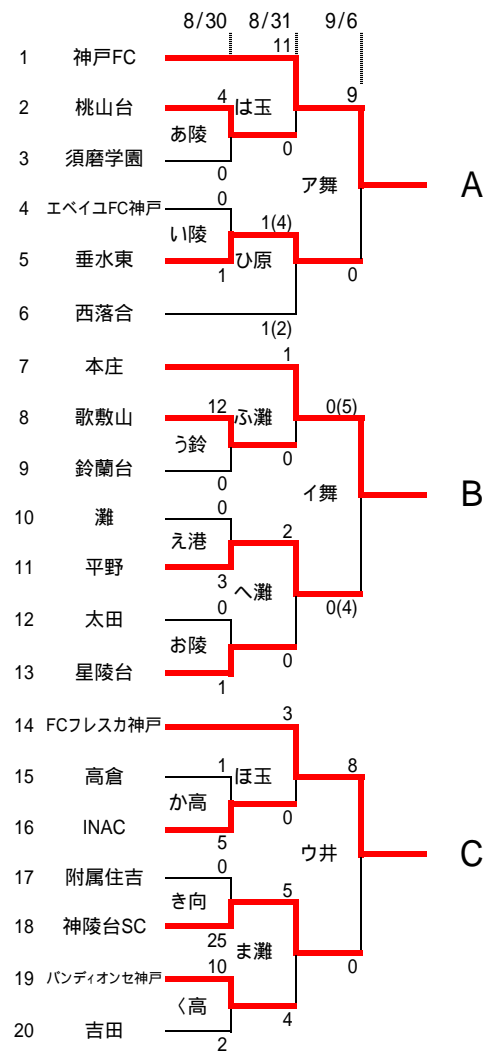 8/30 8/31 9/6
11
1 神戸FC
9
4
2 桃山台
は玉
あ陵
0
3 須磨学園
0
ア舞
A
0
4 エベイユFC神戸
1(4)
い陵
ひ原
5 垂水東
1
0
6 西落合
1(2)
1
7 本庄
12
0(5)
8 歌敷山
ふ灘
う鈴
0
9 鈴蘭台
0
イ舞
B
0
10 灘
2
え港
11 平野
3
へ灘
0(4)
0
12 太田
お陵
0
13 星陵台
1
3
14 FCフレスカ神戸
1
8
15 高倉
ほ玉
か高
0
16 INAC
5
ウ井
C
0
17 附属住吉
5
き向
18 神陵台SC
25
ま灘
0
10
19 バンディオンセ神戸
く高
4
20 吉田
2